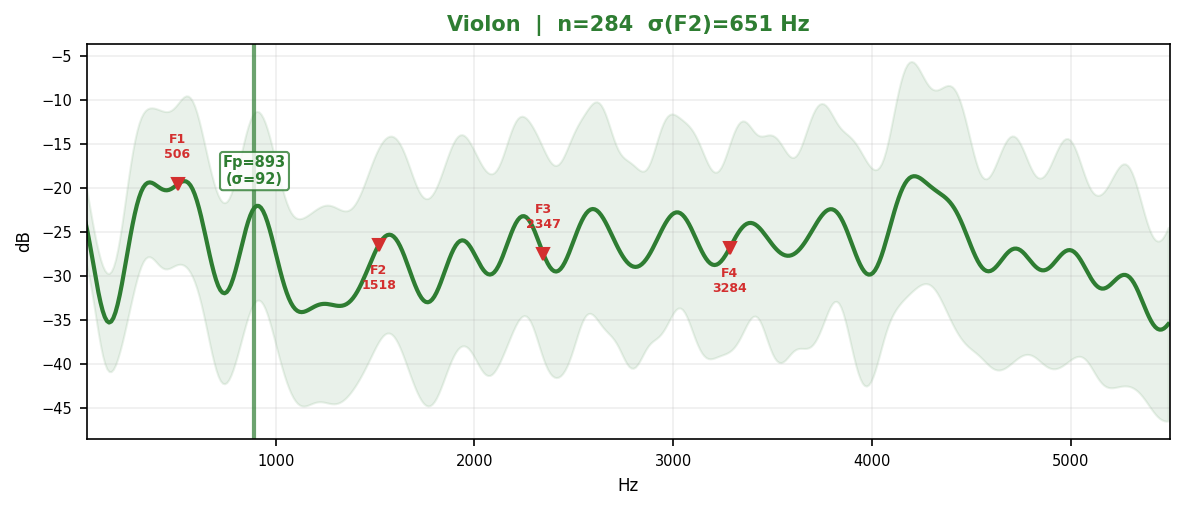 Violon | n=284 σ(F2)=651 Hz
dB
−5
−10
−15
−20
−25
−30
−35
−40
−45
F1
506
Fp=893
(σ=92)
F2
1518
F3
2347
F4
3284
1000
2000
3000
4000
5000
Hz